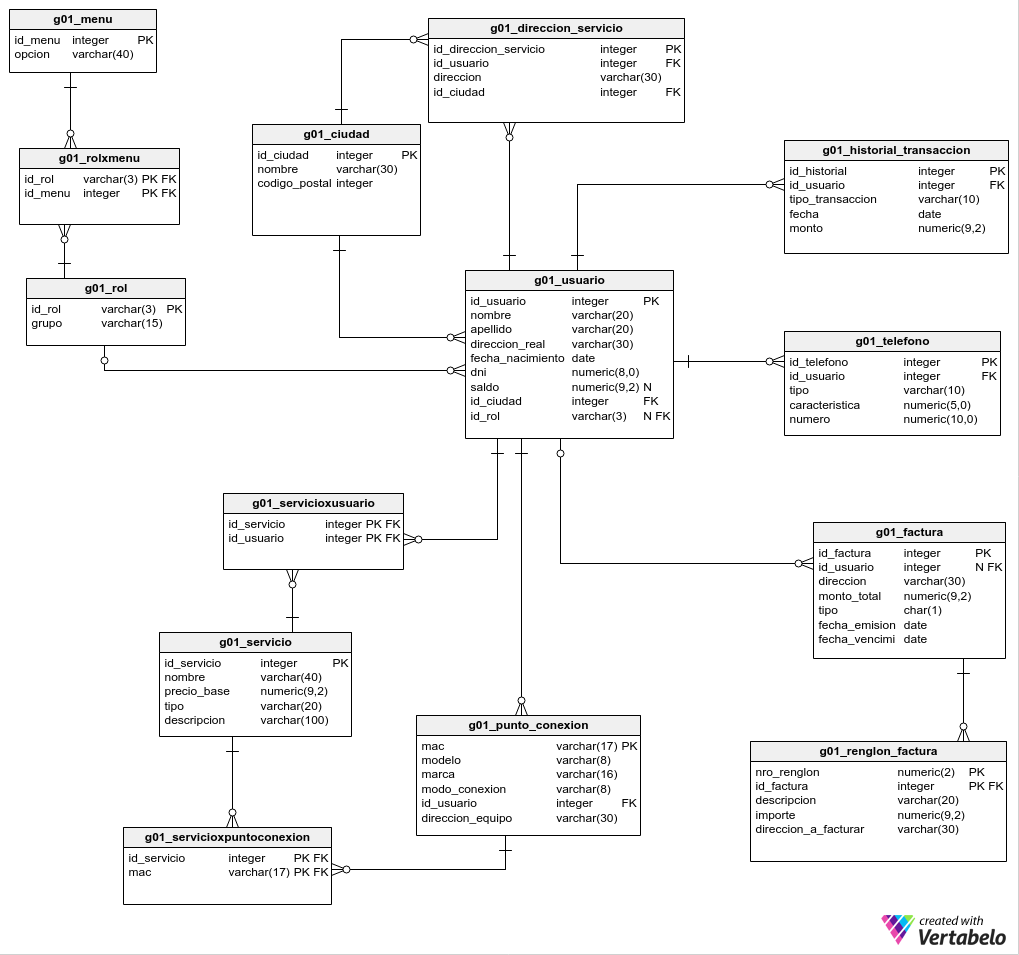 g01_menu
id_menu integer PK
opcion varchar(40)
g01_direccion_servicio
id_direccion_servicio integer PK
id_usuario integer FK
direccion varchar(30)
id_ciudad integer FK
g01_ciudad
id_ciudad integer PK
nombre varchar(30)
codigo_postal integer
g01_rolxmenu
id_rol varchar(3) PK FK
id_menu integer PK FK
g01_historial_transaccion
id_historial integer PK
id_usuario integer FK
tipo_transaccion varchar(10)
fecha date
monto numeric(9,2)
g01_rol
id_rol varchar(3) PK
grupo varchar(15)
g01_usuario
id_usuario integer PK
nombre varchar(20)
apellido varchar(20)
direccion_real varchar(30)
fecha_nacimiento date
dni numeric(8,0)
saldo numeric(9,2) N
id_ciudad integer FK
id_rol varchar(3) N FK
g01_telefono
id_telefono integer PK
id_usuario integer FK
tipo varchar(10)
caracteristica numeric(5,0)
numero numeric(10,0)
g01_servicioxusuario
id_servicio integer PK FK
id_usuario integer PK FK
g01_factura
id_factura integer PK
id_usuario integer N FK
direccion varchar(30)
monto_total numeric(9,2)
tipo char(1)
fecha_emision date
fecha_vencimi date
g01_servicio
id_servicio integer PK
nombre varchar(40)
precio_base numeric(9,2)
tipo varchar(20)
descripcion varchar(100)
g01_punto_conexion
mac varchar(17) PK
modelo varchar(8)
marca varchar(16)
modo_conexion varchar(8)
id_usuario integer FK
direccion_equipo varchar(30)
g01_renglon_factura
nro_renglon numeric(2) PK
id_factura integer PK FK
descripcion varchar(20)
importe numeric(9,2)
direccion_a_facturar varchar(30)
g01_servicioxpuntoconexion
id_servicio integer PK FK
mac varchar(17) PK FK
created with
Vertabelo